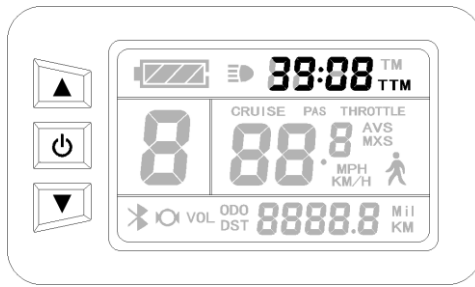 39:08 TM
TTM
CRUISE PAS THROTTLE
8 88.8 AVS
MXS
MPH
KM/H
VOL ODO 8888.8 Mil
DST KM